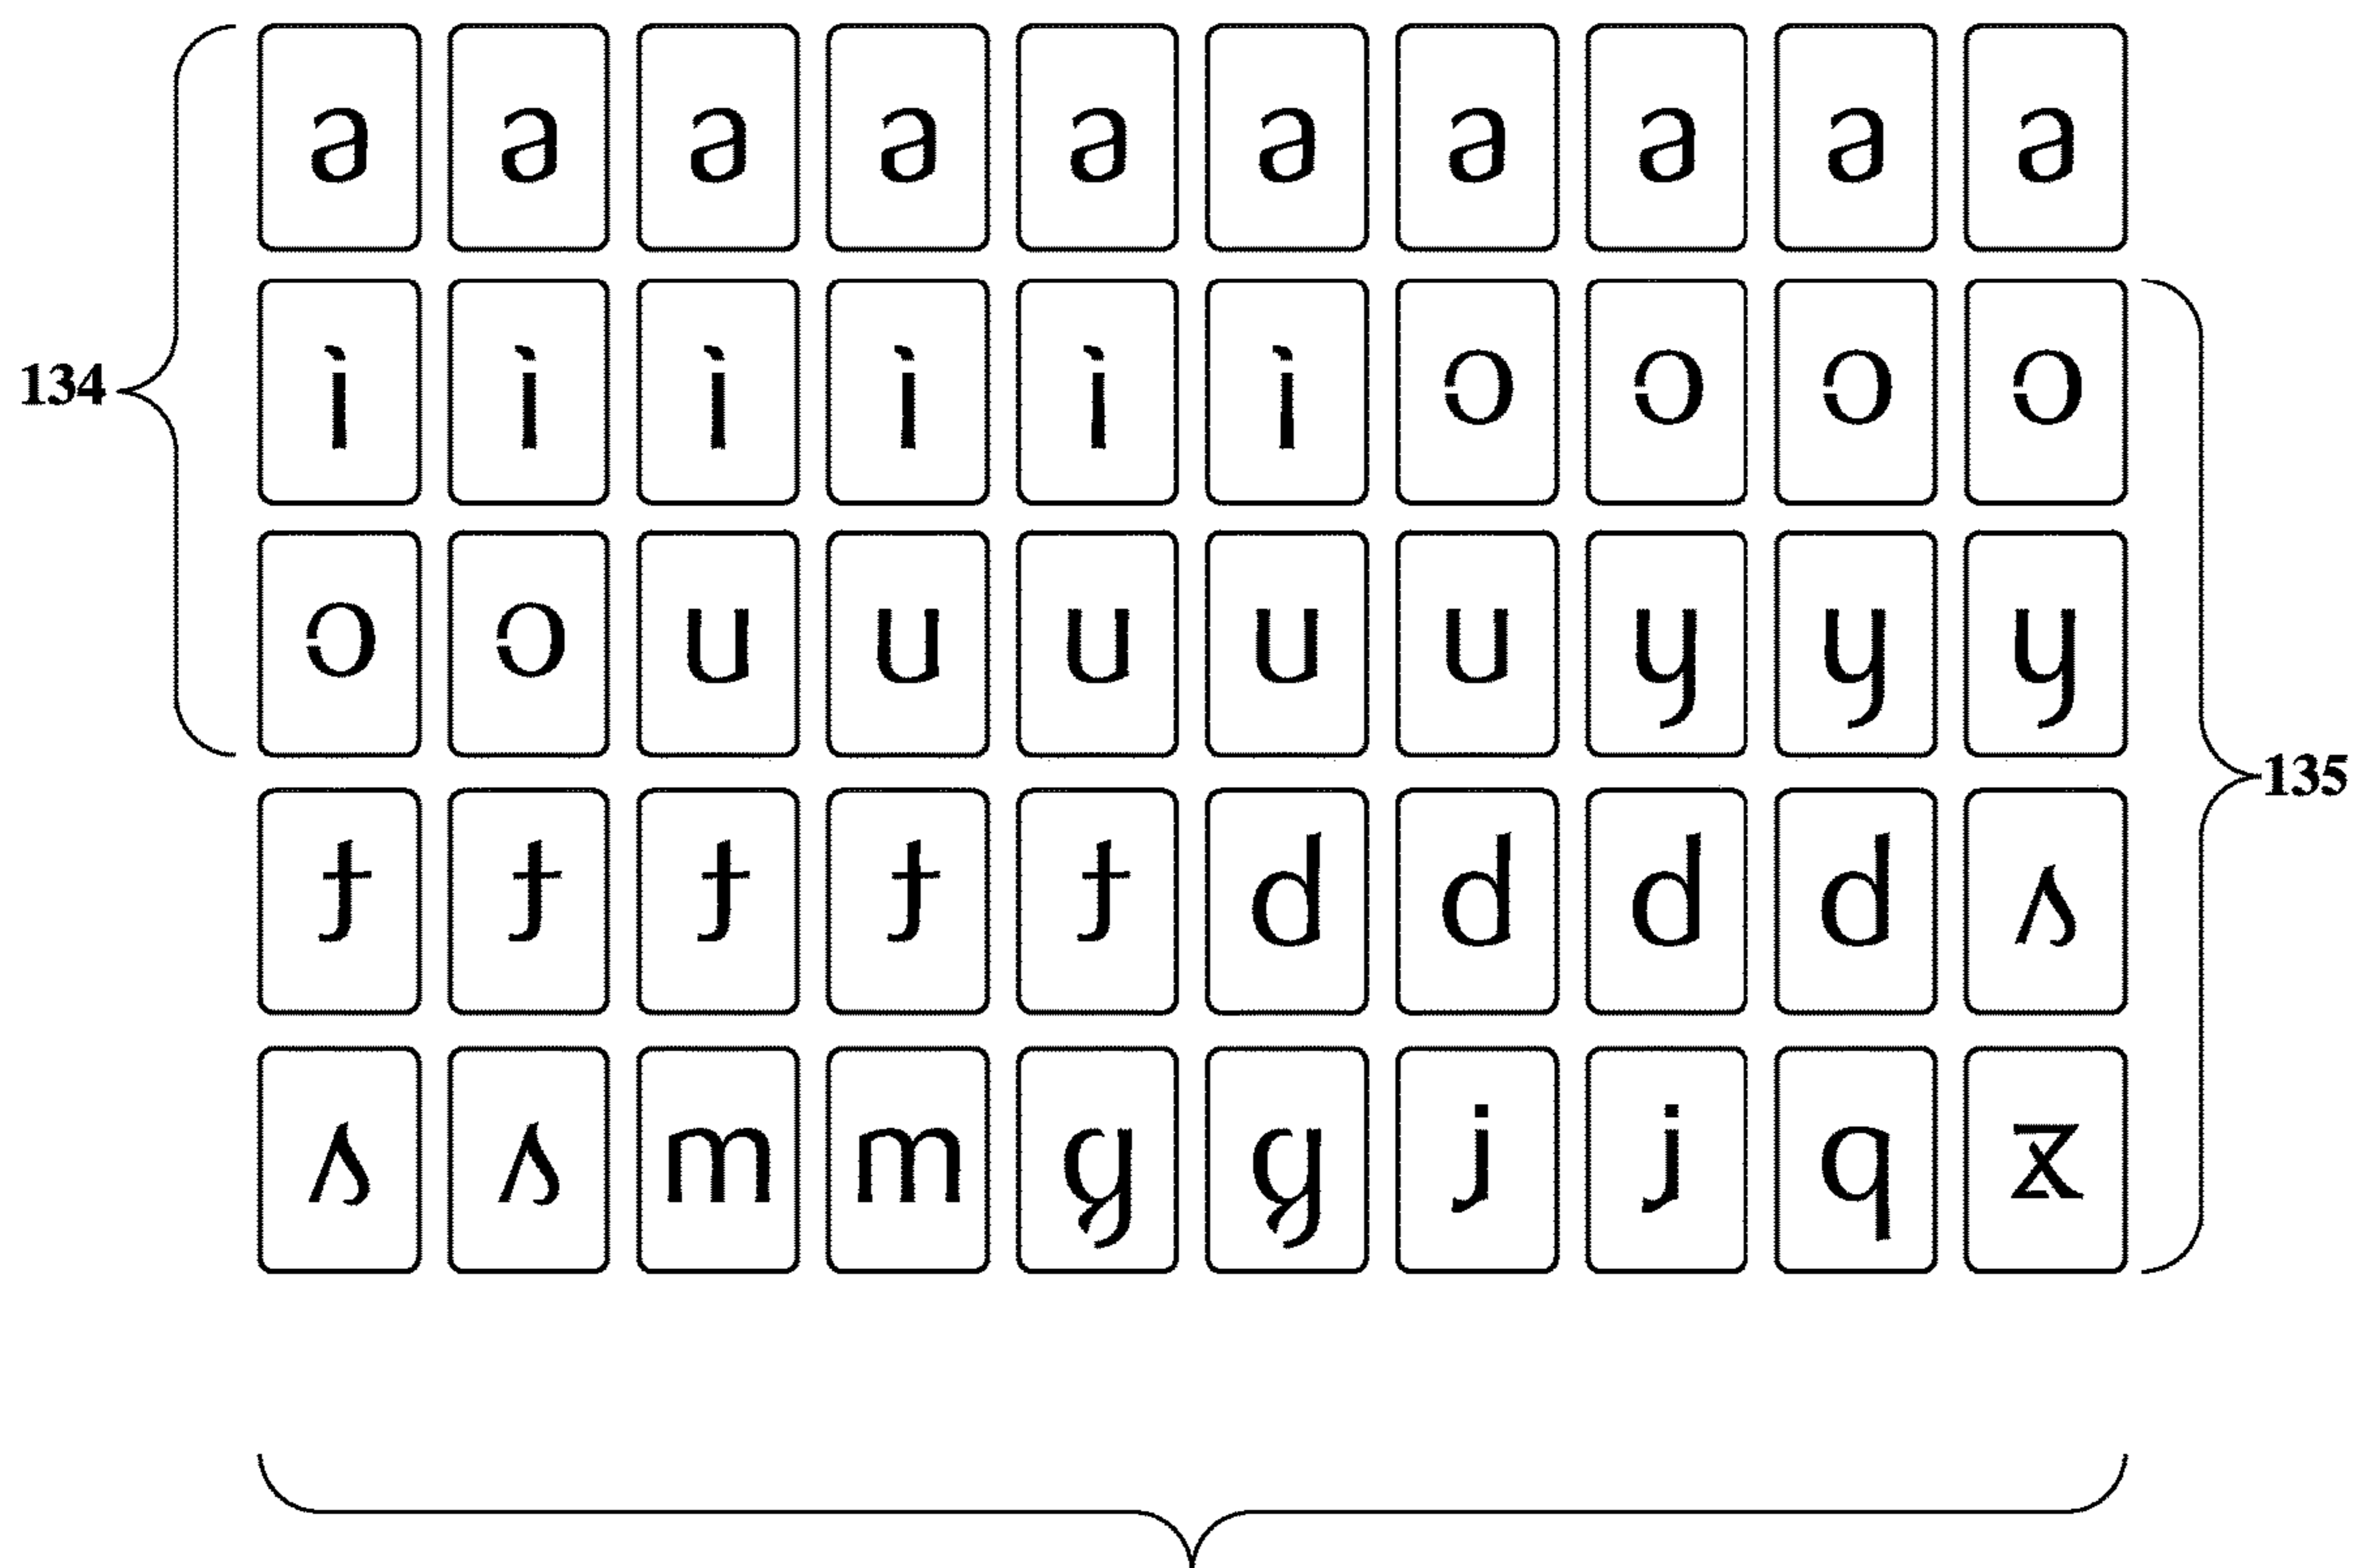 a a a a a a a a a a
ì ì ì ì ì ì ɔ ɔ ɔ ɔ
134
ɔ ɔ u u u u u y y y
135
ɟ ɟ ɟ ɟ ɟ d d d d ʌ
ʌ ʌ m m g g j j q ƶ